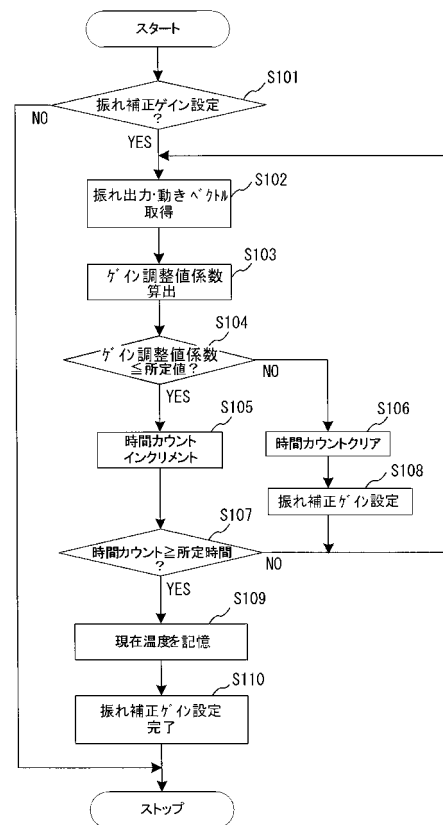 スタート
S101
振れ補正ゲイン設定
?
NO
YES
S102
振れ出力・動きベクトル
取得
S103
ゲイン調整値係数
算出
S104
ゲイン調整値係数
≦所定値?
NO
YES
S105
時間カウント
インクリメント
S106
時間カウントクリア
S108
振れ補正ゲイン設定
S107
時間カウント≧所定時間
?
NO
YES
S109
現在温度を記憶
S110
振れ補正ゲイン設定
完了
ストップ